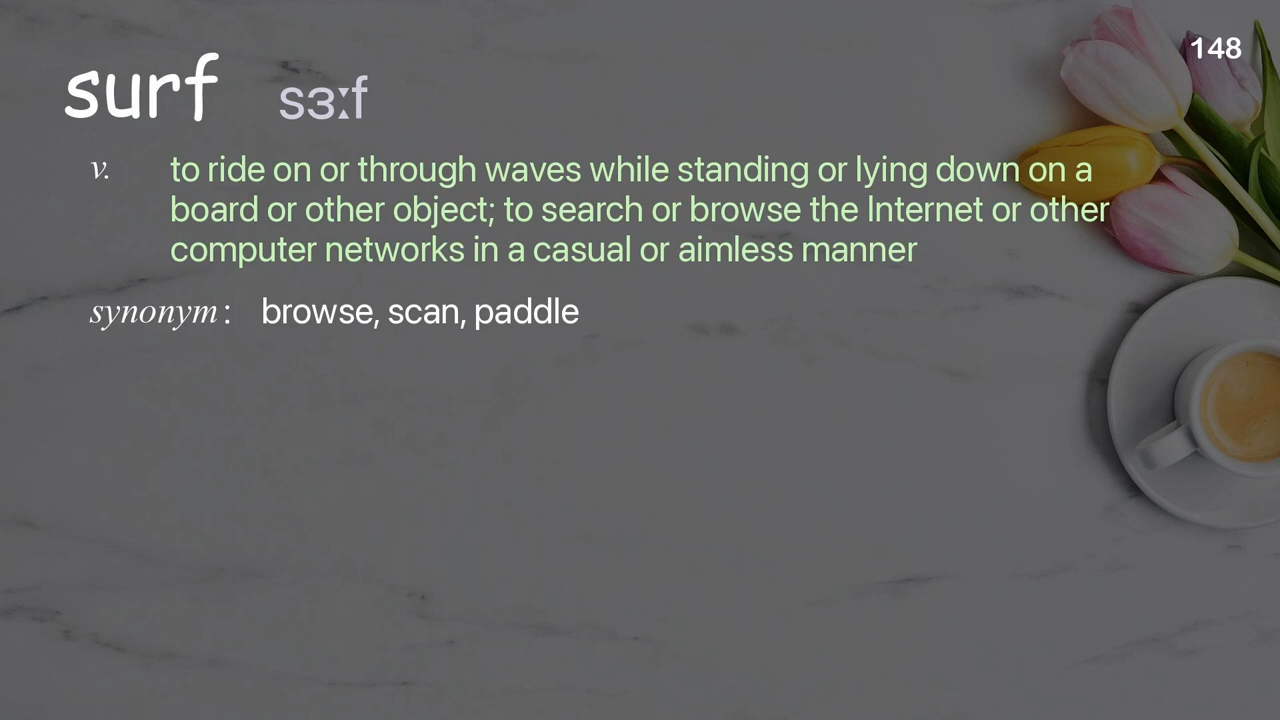 148
surf sɜːf
v. to ride on or through waves while standing or lying down on a
board or other object; to search or browse the Internet or other
computer networks in a casual or aimless manner
synonym: browse, scan, paddle